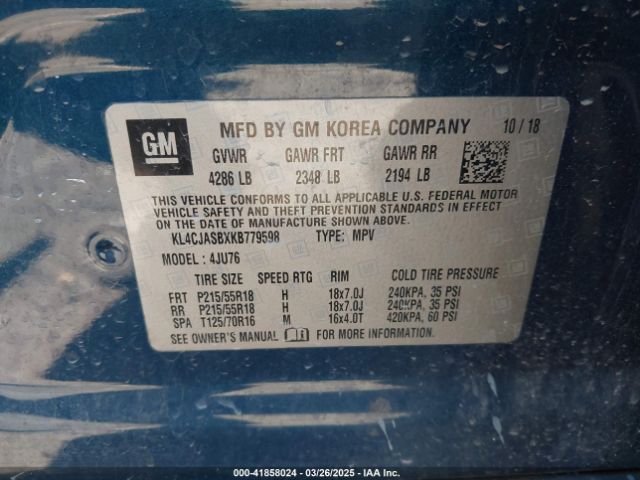 GM
MFD BY GM KOREA COMPANY 10 / 18
GVWR GAWR FRT GAWR RR
4286 LB 2348 LB 2194 LB
THIS VEHICLE CONFORMS TO ALL APPLICABLE U.S. FEDERAL MOTOR
VEHICLE SAFETY AND THEFT PREVENTION STANDARDS IN EFFECT
ON THE DATE OF MANUFACTURE SHOWN ABOVE.
KL4CJASBXKB779598 TYPE: MPV
MODEL : 4JU76
TIRE SIZE SPEED RTG RIM COLD TIRE PRESSURE
FRT P215/55R18 H 18x7.0J 240KPA, 35 PSI
RR P215/55R18 H 18x7.0J 240KPA, 35 PSI
SPA T125/70R16 M 16x4.0T 420KPA, 60 PSI
SEE OWNER'S MANUAL FOR MORE INFORMATION
000-41858024 | 03/26/2025 | IAA Inc.